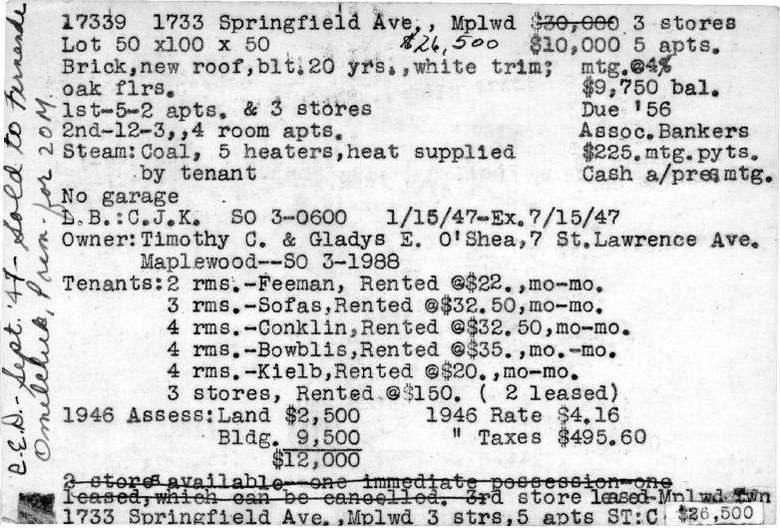 17339 1733 Springfield Ave., Mplwd $30,000 3 stores
Lot 50 x100 x 50 $26,500 $10,000 5 apts.
Brick,new roof,blt.20 yrs.,white trim; mtg.@4%
oak flrs. $9,750 bal.
1st-5-2 apts. & 3 stores Due '56
2nd-12-3,,4 room apts. Assoc.Bankers
Steam:Coal, 5 heaters,heat supplied $225.mtg.pyts.
by tenant Cash a/pres mtg.
No garage
L.B.:C.J.K. SO 3-0600 1/15/47-Ex.7/15/47
Owner:Timothy C. & Gladys E. O'Shea,7 St.Lawrence Ave.
Maplewood--SO 3-1988
Tenants:2 rms.-Feeman, Rented @$22.,mo-mo.
3 rms.-Sofas,Rented @$32.50,mo-mo.
4 rms.-Conklin,Rented @$32.50,mo-mo.
4 rms.-Bowblis,Rented @$35.,mo.-mo.
4 rms.-Kielb,Rented @$20.,mo-mo.
3 stores, Rented @$150. ( 2 leased)
1946 Assess:Land $2,500 1946 Rate $4.16
Bldg. 9,500 " Taxes $495.60
$12,000
2 stores available--one immediate possession-one
leased,which can be cancelled. 3rd store leased-Mplwd Twn
1733 Springfield Ave.,Mplwd 3 strs,5 apts ST:C $26,500
Sept. '47 - Sold to
Prem. for 20M.